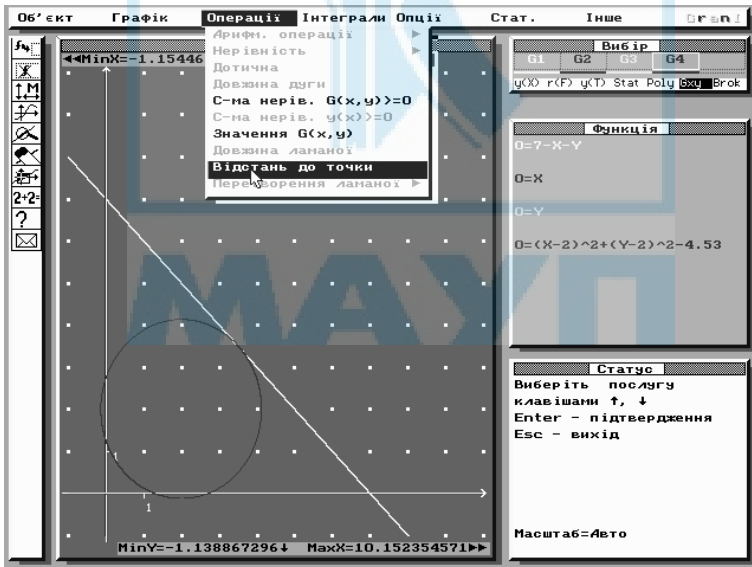 Об'єкт Графік Операції Інтеграли Опції Стат. Інше Gran1
Арифм. операції
Нерівність
Дотична
Довжина дуги
С-ма нерів. G(x,y)>=0
С-ма нерів. y(x)>=0
Значення G(x,y)
Довжина ламаної
Відстань до точки
Перетворення ламаної
MinX=-1.15446
2+2=
?
1
1
MinY=-1.138867296↓ MaxX=10.152354571
Вибір
G1 G2 G3 G4
y(X) r(F) y(T) Stat Poly Gxy Brok
Функція
0=7-X-Y
0=X
0=Y
0=(X-2)^2+(Y-2)^2-4.53
МАУП
Статус
Виберіть послугу
клавішами ↑, ↓
Enter - підтвердження
Esc - вихід
Масштаб=Авто